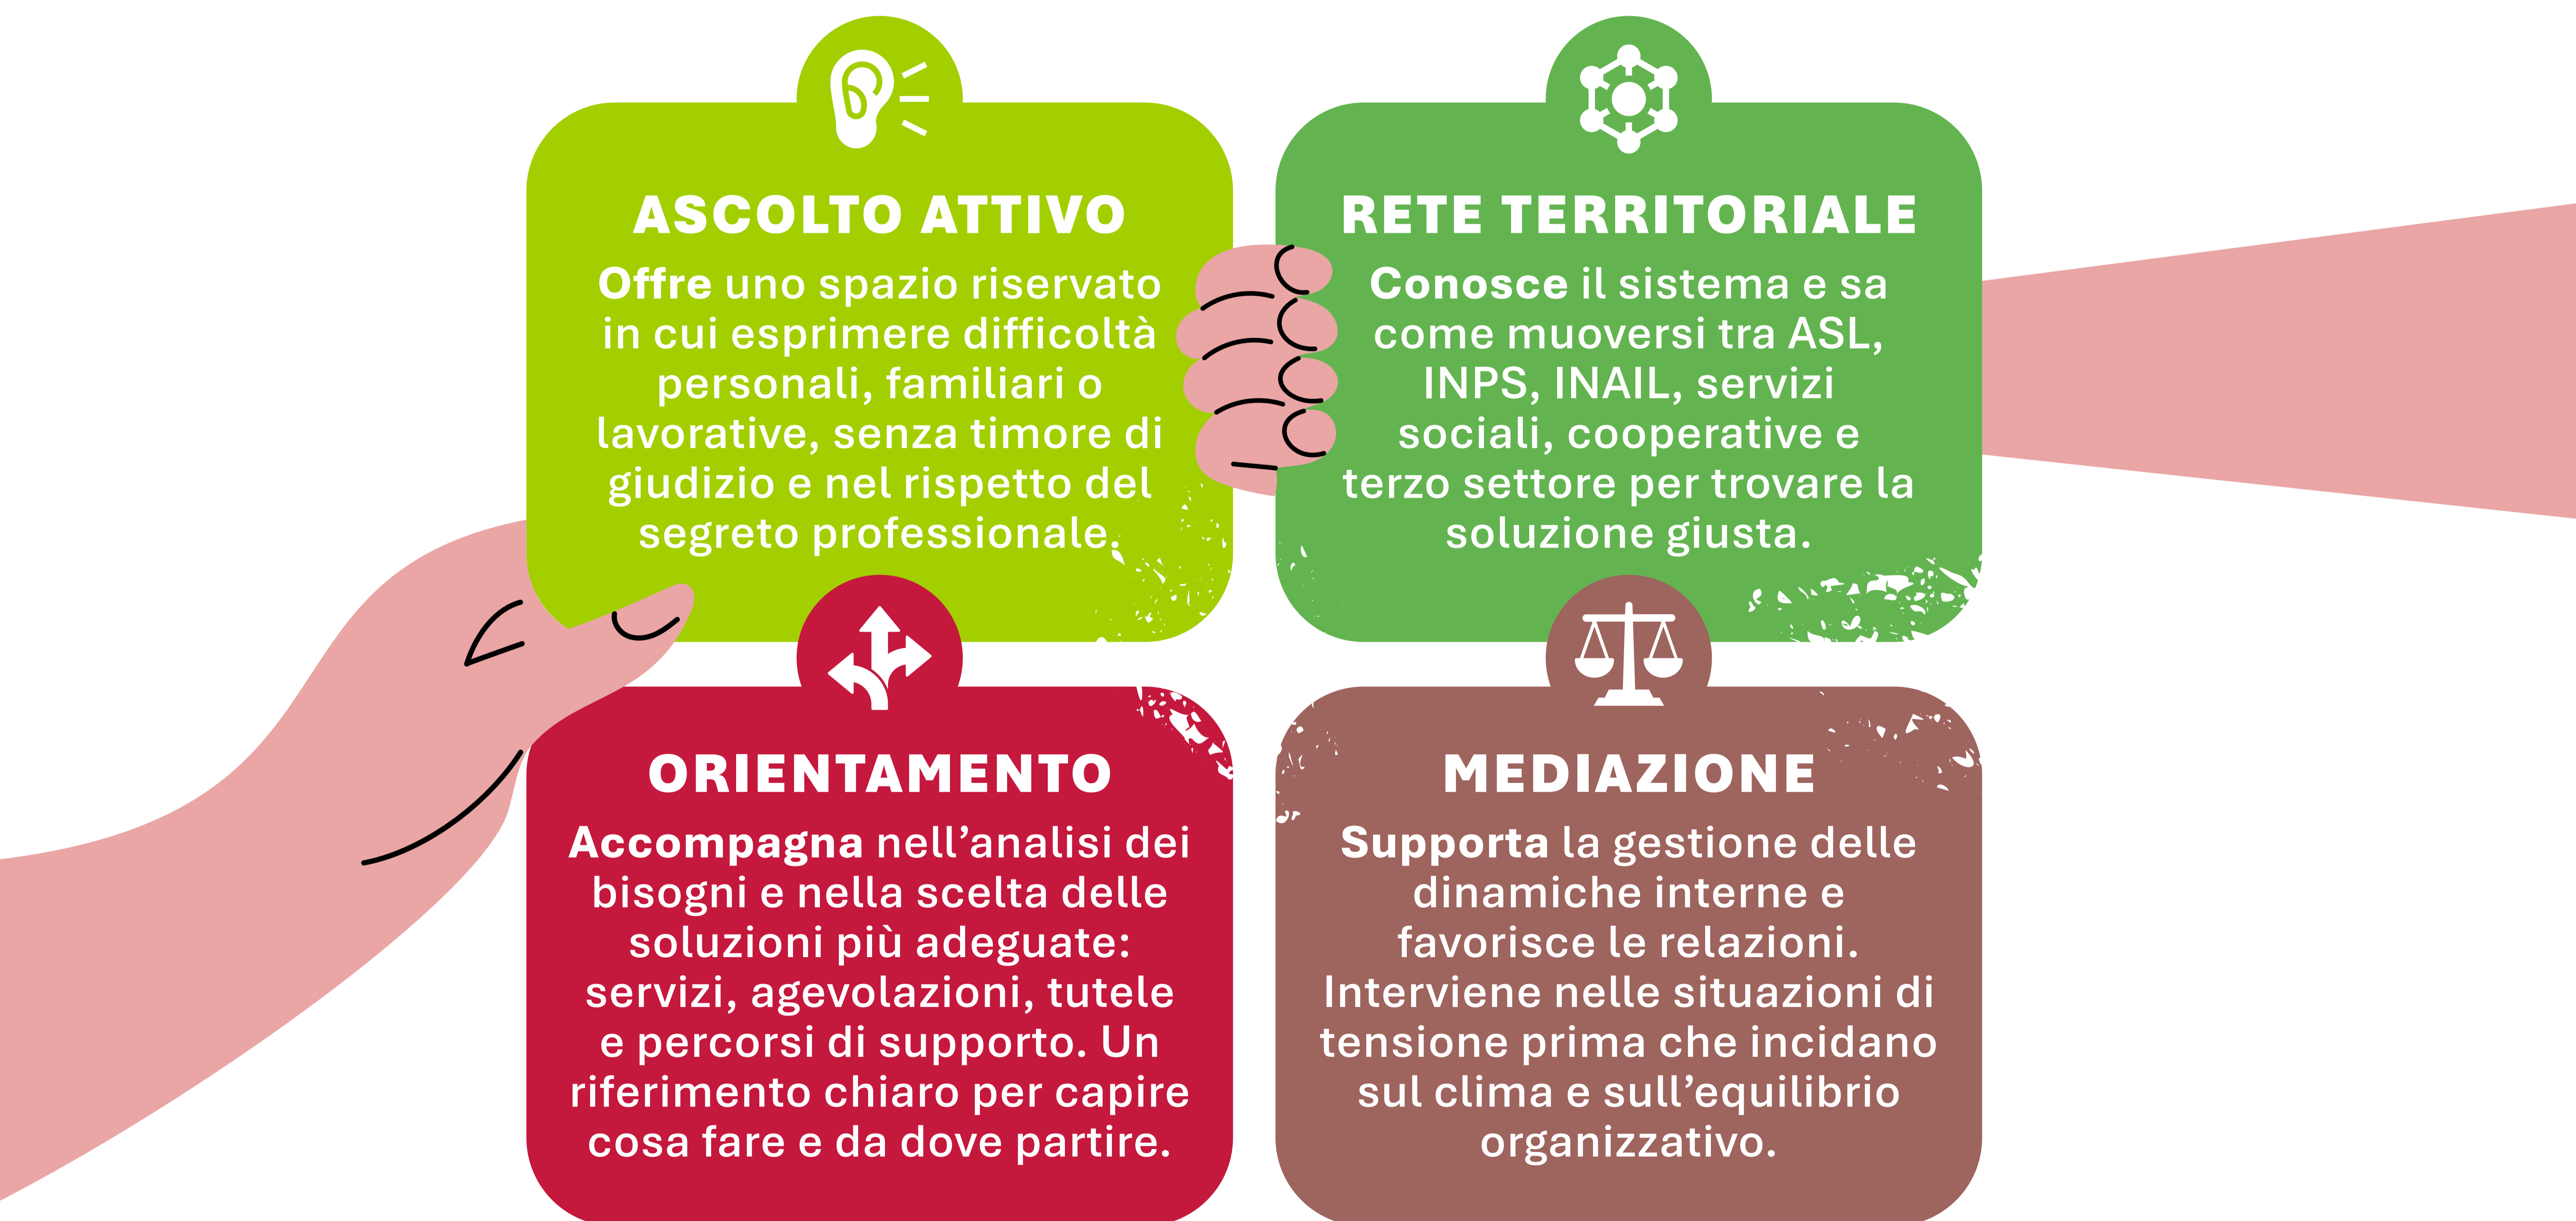 ASCOLTO ATTIVO
Offre uno spazio riservato
in cui esprimere difficoltà
personali, familiari o
lavorative, senza timore di
giudizio e nel rispetto del
segreto professionale.
RETE TERRITORIALE
Conosce il sistema e sa
come muoversi tra ASL,
INPS, INAIL, servizi
sociali, cooperative e
terzo settore per trovare la
soluzione giusta.
ORIENTAMENTO
Accompagna nell’analisi dei
bisogni e nella scelta delle
soluzioni più adeguate:
servizi, agevolazioni, tutele
e percorsi di supporto. Un
riferimento chiaro per capire
cosa fare e da dove partire.
MEDIAZIONE
Supporta la gestione delle
dinamiche interne e
favorisce le relazioni.
Interviene nelle situazioni di
tensione prima che incidano
sul clima e sull’equilibrio
organizzativo.